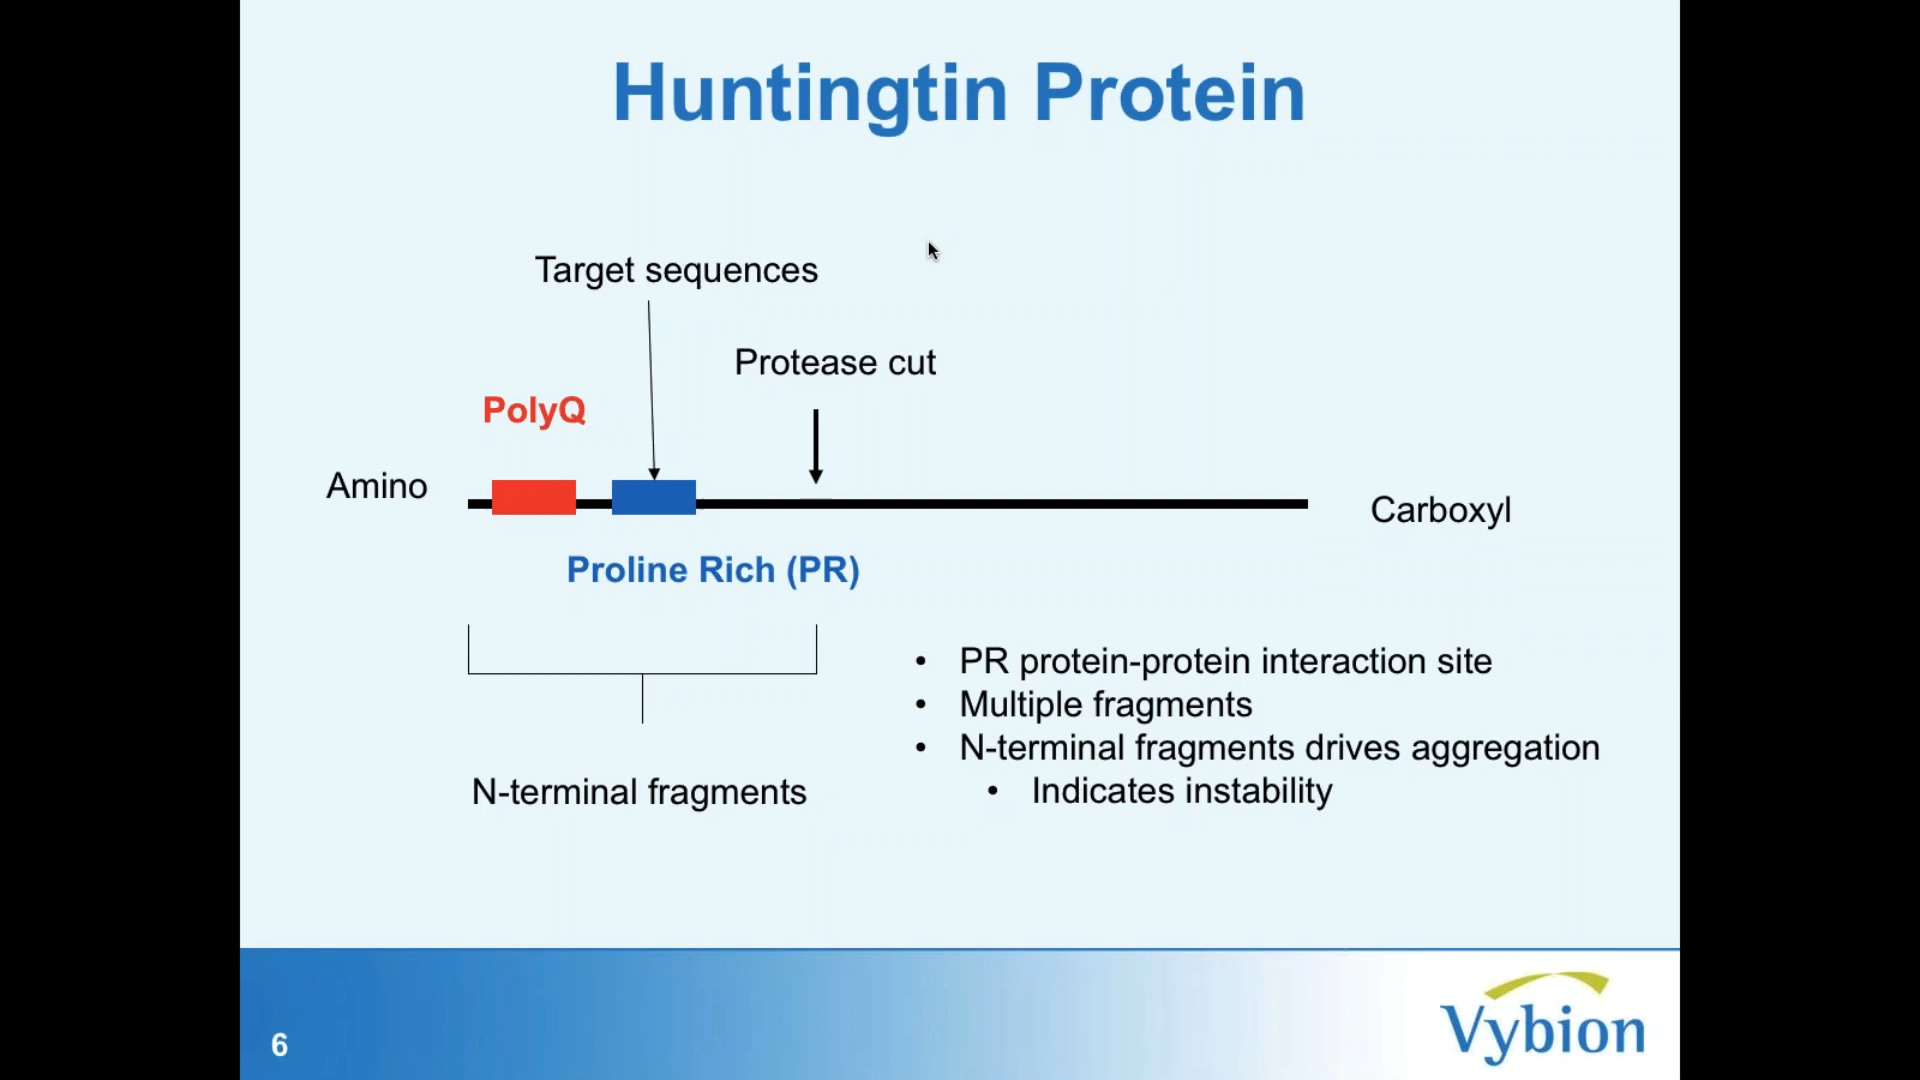 Huntingtin Protein
Target sequences
Protease cut
PolyQ
Amino
Carboxyl
Proline Rich (PR)
• PR protein-protein interaction site
• Multiple fragments
• N-terminal fragments drives aggregation
• Indicates instability
N-terminal fragments
6
Vybion